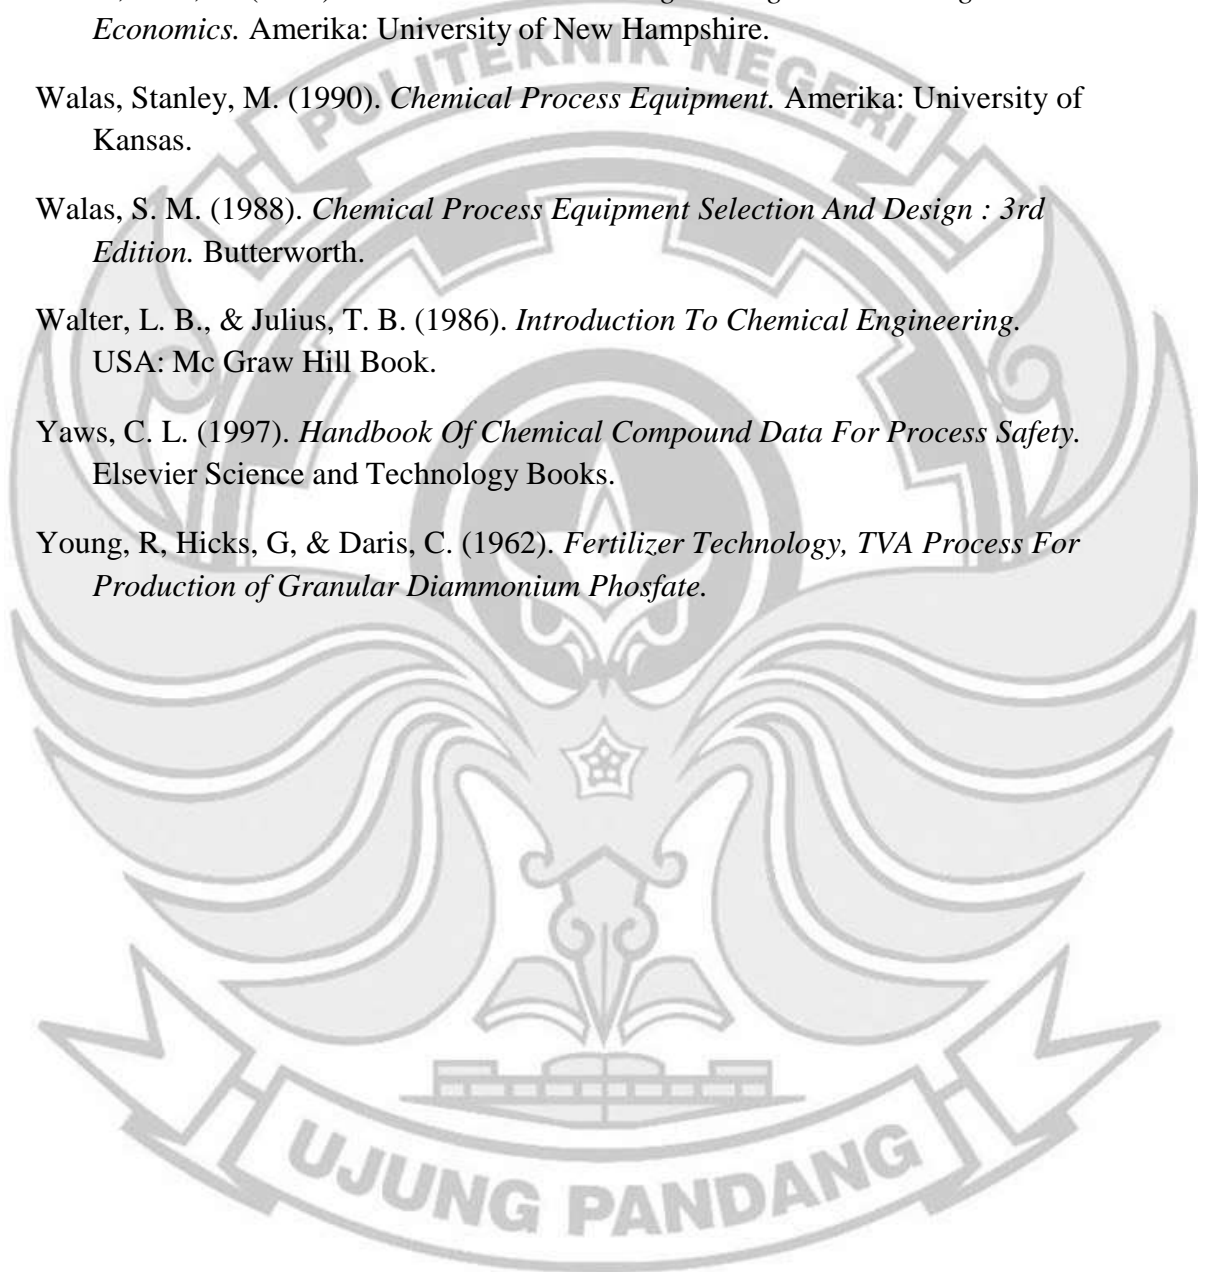 Economics. Amerika: University of New Hampshire.
POLITEKNIK NEGERI
Walas, Stanley, M. (1990). Chemical Process Equipment. Amerika: University of
Kansas.
Walas, S. M. (1988). Chemical Process Equipment Selection And Design : 3rd
Edition. Butterworth.
Walter, L. B., & Julius, T. B. (1986). Introduction To Chemical Engineering.
USA: Mc Graw Hill Book.
Yaws, C. L. (1997). Handbook Of Chemical Compound Data For Process Safety.
Elsevier Science and Technology Books.
Young, R, Hicks, G, & Daris, C. (1962). Fertilizer Technology, TVA Process For
Production of Granular Diammonium Phosfate.
UJUNG PANDANG